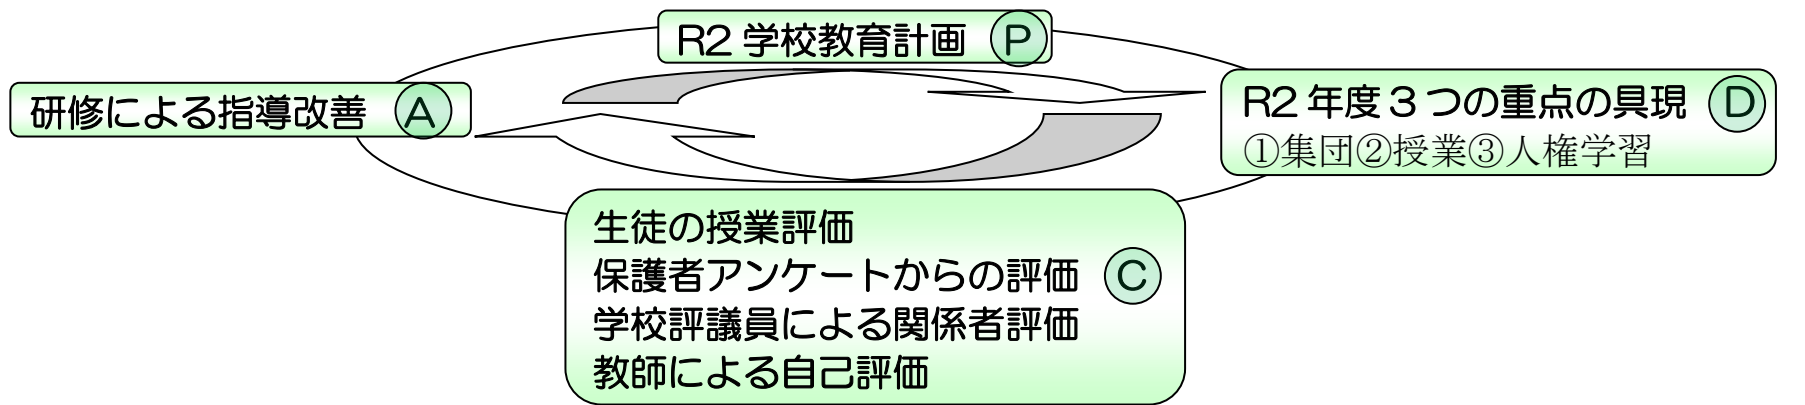 R2 学校教育計画 P
研修による指導改善 A
R2 年度 3 つの重点の具現 D
①集団②授業③人権学習
生徒の授業評価
保護者アンケートからの評価 C
学校評議員による関係者評価
教師による自己評価